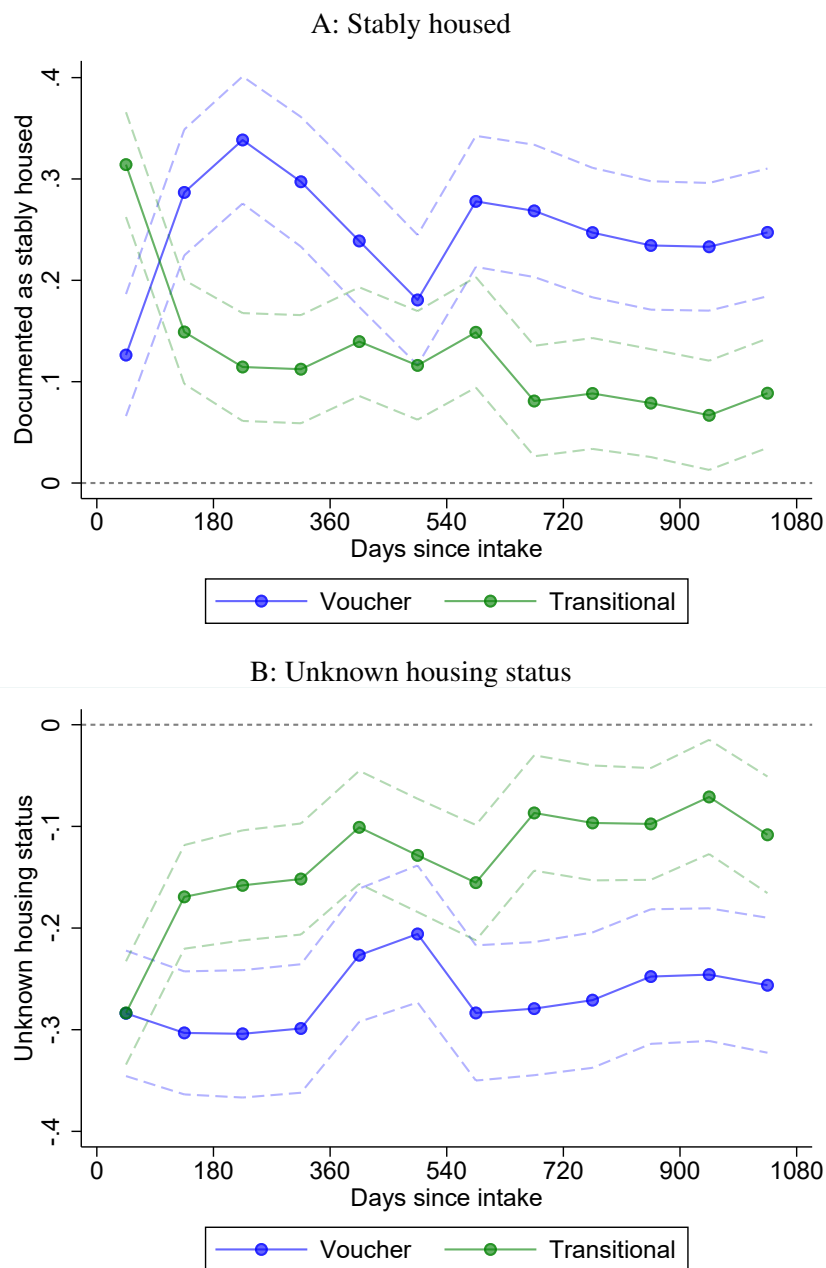 A: Stably housed
Documented as stably housed
.4
.3
.2
.1
0
0 180 360 540 720 900 1080
Days since intake
Voucher Transitional
B: Unknown housing status
Unknown housing status
0
-.1
-.2
-.3
-.4
0 180 360 540 720 900 1080
Days since intake
Voucher Transitional